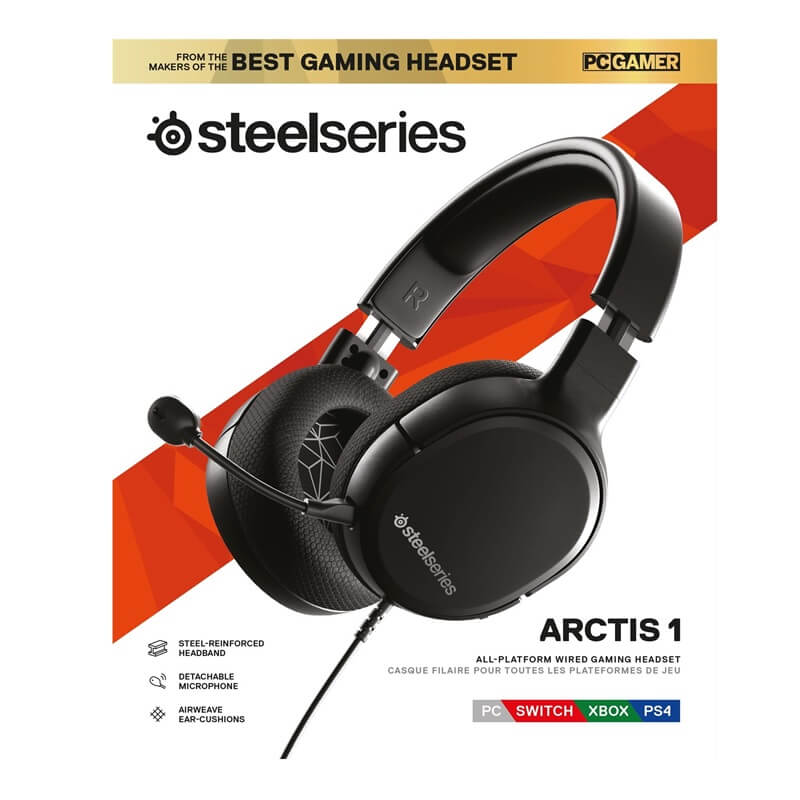 FROM THE
MAKERS OF THE
BEST GAMING HEADSET
PCGAMER
steelseries
R
steelseries
ARCTIS 1
ALL-PLATFORM WIRED GAMING HEADSET
CASQUE FILAIRE POUR TOUTES LES PLATEFORMES DE JEU
STEEL-REINFORCED
HEADBAND
DETACHABLE
MICROPHONE
AIRWEAVE
EAR-CUSHIONS
PC SWITCH XBOX PS4